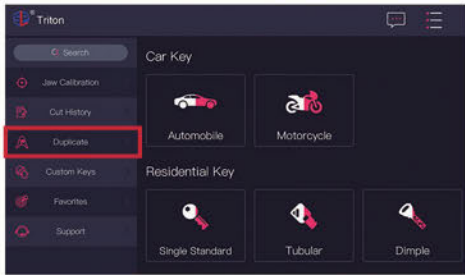 Triton
Search
Jaw Calibration
Cut History
Duplicate
Custom Keys
Favorites
Support
Car Key
Automobile
Motorcycle
Residential Key
Single Standard
Tubular
Dimple